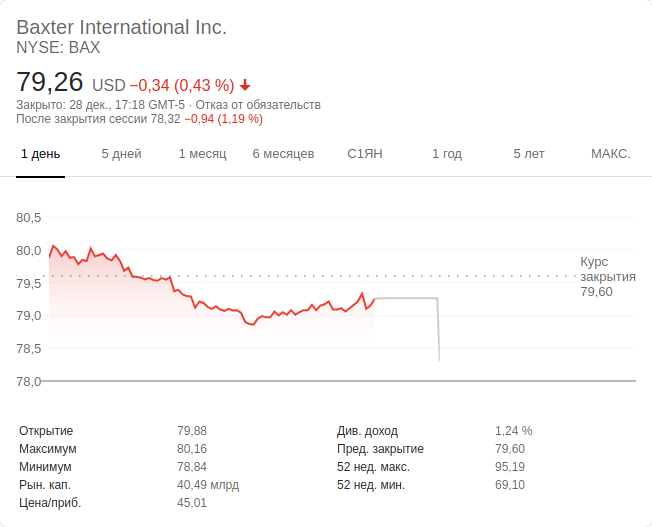 Baxter International Inc.
NYSE: BAX
79,26 USD −0,34 (0,43 %)
Закрыто: 28 дек., 17:18 GMT-5 · Отказ от обязательств
После закрытия сессии 78,32 −0,94 (1,19 %)
1 день 5 дней 1 месяц 6 месяцев С1ЯН 1 год 5 лет МАКС.
80,5
80,0
79,5
79,0
78,5
78,0
Курс
закрытия
79,60
Открытие 79,88 Див. доход 1,24 %
Максимум 80,16 Пред. закрытие 79,60
Минимум 78,84 52 нед. макс. 95,19
Рын. кап. 40,49 млрд 52 нед. мин. 69,10
Цена/приб. 45,01